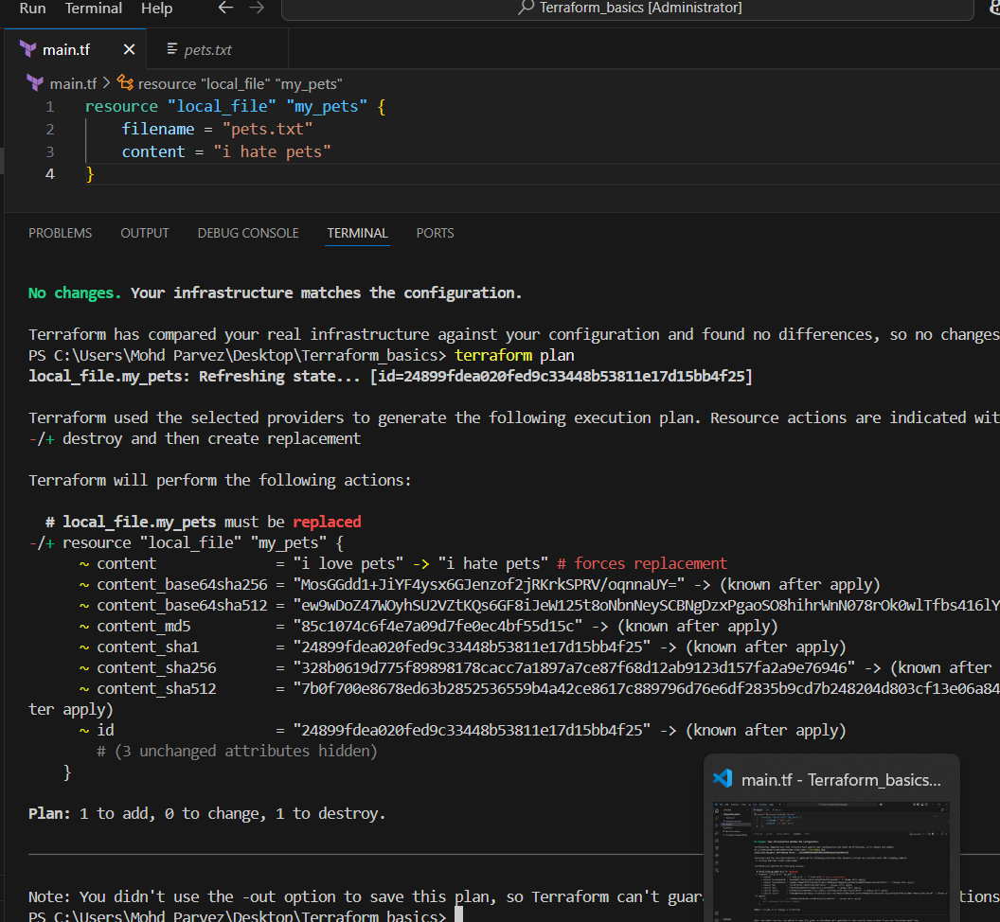 Run Terminal Help Terraform_basics [Administrator]
main.tf pets.txt
main.tf > resource "local_file" "my_pets"
1 resource "local_file" "my_pets" {
2 filename = "pets.txt"
3 content = "i hate pets"
4 }
PROBLEMS OUTPUT DEBUG CONSOLE TERMINAL PORTS
No changes. Your infrastructure matches the configuration.
Terraform has compared your real infrastructure against your configuration and found no differences, so no changes
PS C:\Users\Mohd Parvez\Desktop\Terraform_basics> terraform plan
local_file.my_pets: Refreshing state... [id=24899fdea020fed9c33448b53811e17d15bb4f25]
Terraform used the selected providers to generate the following execution plan. Resource actions are indicated wit
-/+ destroy and then create replacement
Terraform will perform the following actions:
# local_file.my_pets must be replaced
-/+ resource "local_file" "my_pets" {
~ content = "i love pets" -> "i hate pets" # forces replacement
~ content_base64sha256 = "MosGGdd1+JiYF4ysx6GJenzof2jRKrkSPRV/oqnnaUY=" -> (known after apply)
~ content_base64sha512 = "ew9wDoZ47WOyhSU2VZtKQs6GF8iJeW125t8oNbnNeySCBNgDzxPgaoSO8hihrWnN078rOk0wlTfbs416lY
~ content_md5 = "85c1074c6f4e7a09d7fe0ec4bf55d15c" -> (known after apply)
~ content_sha1 = "24899fdea020fed9c33448b53811e17d15bb4f25" -> (known after apply)
~ content_sha256 = "328b0619d775f89898178cacc7a1897a7ce87f68d12ab9123d157fa2a9e76946" -> (known after
~ content_sha512 = "7b0f700e8678ed63b2852536559b4a42ce8617c889796d76e6df2835b9cd7b248204d803cf13e06a84
ter apply)
~ id = "24899fdea020fed9c33448b53811e17d15bb4f25" -> (known after apply)
# (3 unchanged attributes hidden)
}
Plan: 1 to add, 0 to change, 1 to destroy.
main.tf - Terraform_basics...
Note: You didn't use the -out option to save this plan, so Terraform can't guar tions
PS C:\Users\Mohd Parvez\Desktop\Terraform_basics>